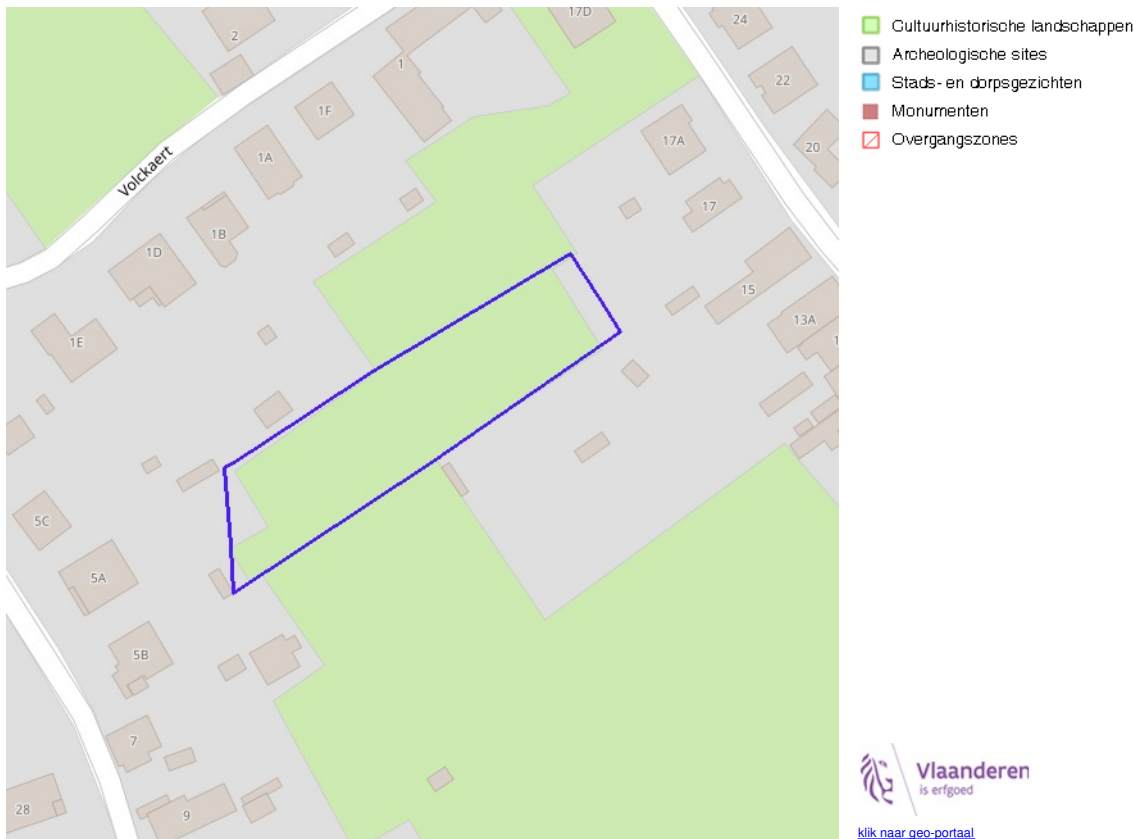 17D
24
2
1
22
1F
17A
20
1A
Volckaert
17
1B
1D
15
13A
1
1E
5C
5A
5B
7
28
9
Cultuurhistorische landschappen
Archeologische sites
Stads- en dorpsgezichten
Monumenten
Overgangszones
Vlaanderen
is erfgoed
klik naar geo-portaal